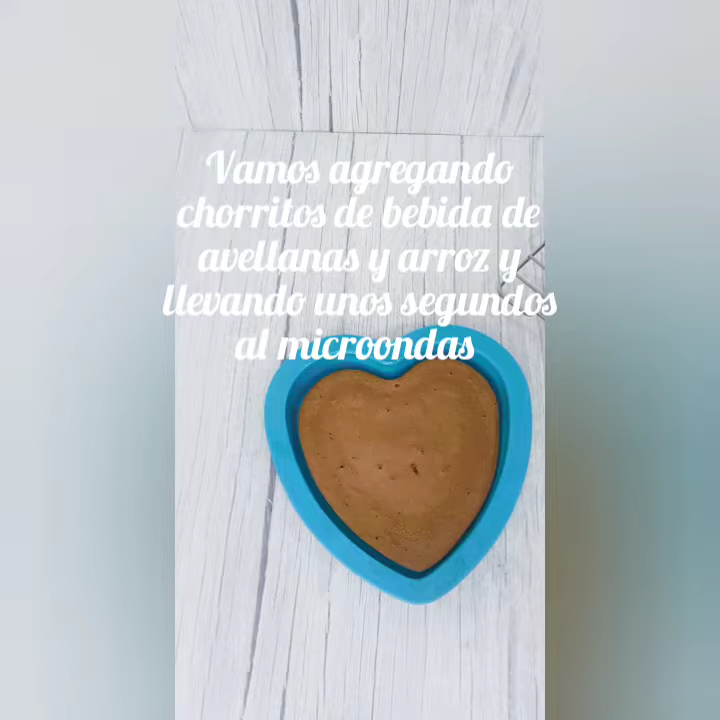 Vamos agregando
chorritos de bebida de
avellanas y arroz y
llevando unos segundos
al microondas